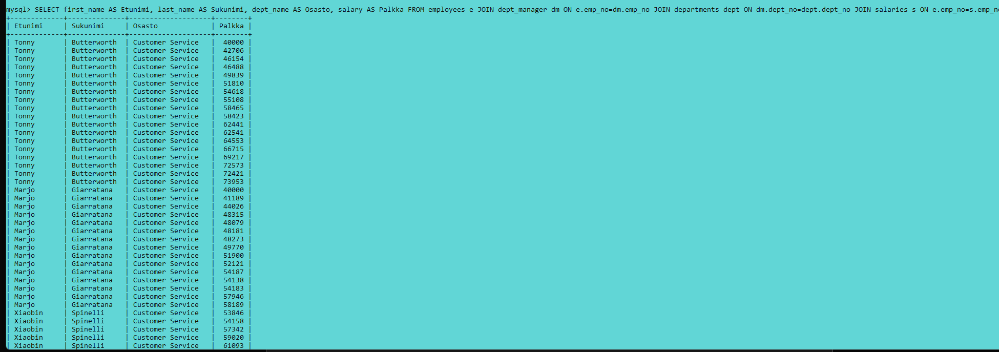 mysql> SELECT first_name AS Etunimi, last_name AS Sukunimi, dept_name AS Osasto, salary AS Palkka FROM employees e JOIN dept_manager dm ON e.emp_no=dm.emp_no JOIN departments dept ON dm.dept_no=dept.dept_no JOIN salaries s ON e.emp_no=s.emp_no
+-------------+--------------+--------------------+--------+
| Etunimi     | Sukunimi     | Osasto             | Palkka |
+-------------+--------------+--------------------+--------+
| Tonny       | Butterworth  | Customer Service   |  40000 |
| Tonny       | Butterworth  | Customer Service   |  42706 |
| Tonny       | Butterworth  | Customer Service   |  46154 |
| Tonny       | Butterworth  | Customer Service   |  46488 |
| Tonny       | Butterworth  | Customer Service   |  49839 |
| Tonny       | Butterworth  | Customer Service   |  51810 |
| Tonny       | Butterworth  | Customer Service   |  54618 |
| Tonny       | Butterworth  | Customer Service   |  55108 |
| Tonny       | Butterworth  | Customer Service   |  58465 |
| Tonny       | Butterworth  | Customer Service   |  58423 |
| Tonny       | Butterworth  | Customer Service   |  62441 |
| Tonny       | Butterworth  | Customer Service   |  62541 |
| Tonny       | Butterworth  | Customer Service   |  64553 |
| Tonny       | Butterworth  | Customer Service   |  66715 |
| Tonny       | Butterworth  | Customer Service   |  69217 |
| Tonny       | Butterworth  | Customer Service   |  72573 |
| Tonny       | Butterworth  | Customer Service   |  72421 |
| Tonny       | Butterworth  | Customer Service   |  73953 |
| Marjo       | Giarratana   | Customer Service   |  40000 |
| Marjo       | Giarratana   | Customer Service   |  41189 |
| Marjo       | Giarratana   | Customer Service   |  44026 |
| Marjo       | Giarratana   | Customer Service   |  48315 |
| Marjo       | Giarratana   | Customer Service   |  48079 |
| Marjo       | Giarratana   | Customer Service   |  48181 |
| Marjo       | Giarratana   | Customer Service   |  48273 |
| Marjo       | Giarratana   | Customer Service   |  49770 |
| Marjo       | Giarratana   | Customer Service   |  51900 |
| Marjo       | Giarratana   | Customer Service   |  52121 |
| Marjo       | Giarratana   | Customer Service   |  54187 |
| Marjo       | Giarratana   | Customer Service   |  54138 |
| Marjo       | Giarratana   | Customer Service   |  54183 |
| Marjo       | Giarratana   | Customer Service   |  57946 |
| Marjo       | Giarratana   | Customer Service   |  58189 |
| Xiaobin     | Spinelli     | Customer Service   |  53846 |
| Xiaobin     | Spinelli     | Customer Service   |  54158 |
| Xiaobin     | Spinelli     | Customer Service   |  57342 |
| Xiaobin     | Spinelli     | Customer Service   |  59020 |
| Xiaobin     | Spinelli     | Customer Service   |  61093 |